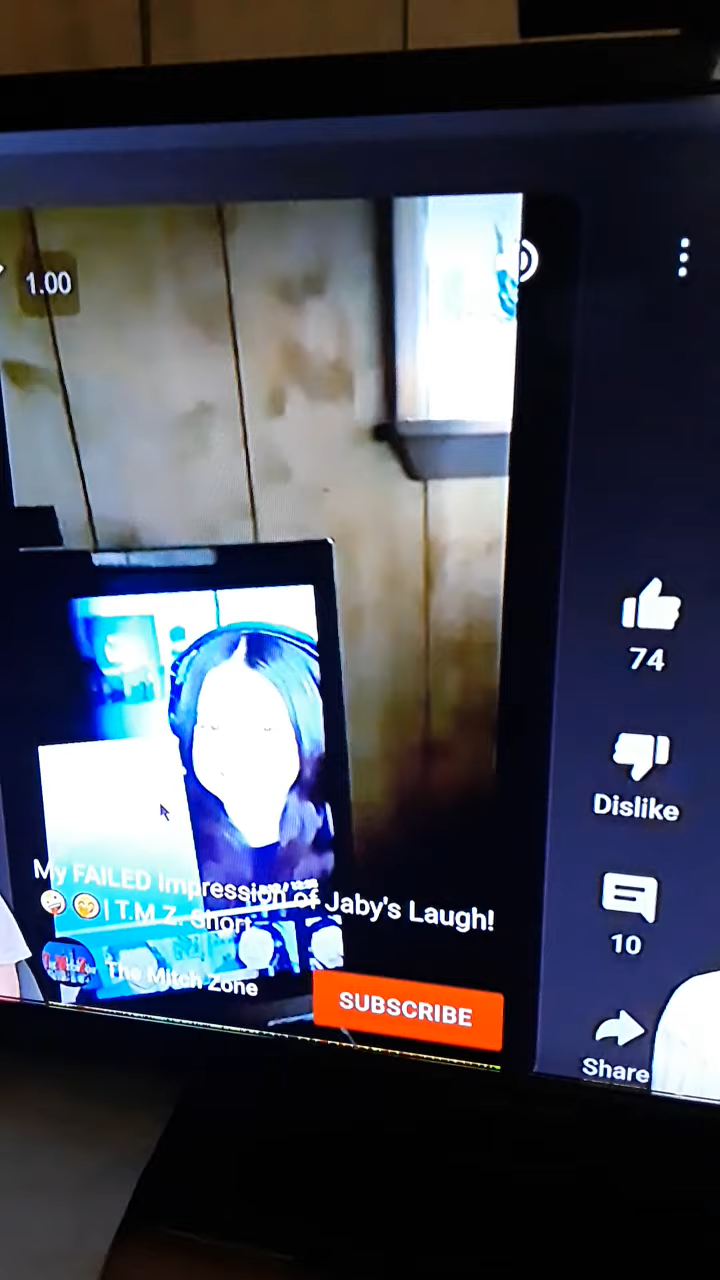 1.00
74
Dislike
My FAILED impression of Jaby's Laugh!
🤪 😁 | T.M.Z. Short
The Mitch Zone
SUBSCRIBE
10
Share